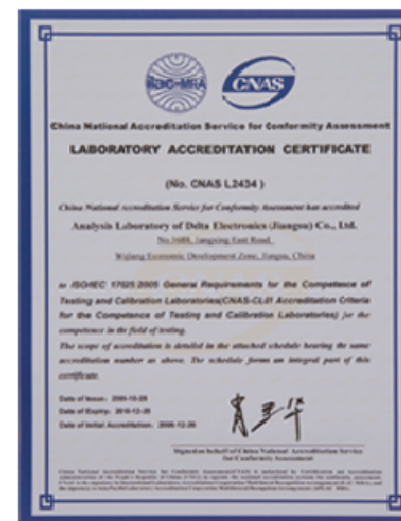 ILAC-MRA
CNAS
China National Accreditation Service for Conformity Assessment
LABORATORY ACCREDITATION CERTIFICATE
(No. CNAS L2434 )
China National Accreditation Service for Conformity Assessment has accredited
Analysis Laboratory of Delta Electronics (Jiangsu) Co., Ltd.
No.1688, Jiangxing East Road,
Wujiang Economic Development Zone, Jiangsu, China
to ISO/IEC 17025:2005 General Requirements for the Competence of
Testing and Calibration Laboratories(CNAS-CL01 Accreditation Criteria
for the Competence of Testing and Calibration Laboratories) for the
competence in the field of testing.
The scope of accreditation is detailed in the attached schedule bearing the same
accreditation number as above. The schedule forms an integral part of this
certificate.
Date of Issue:
Date of Expiry:
Date of Initial Accreditation:
Signed on behalf of China National Accreditation Service
for Conformity Assessment